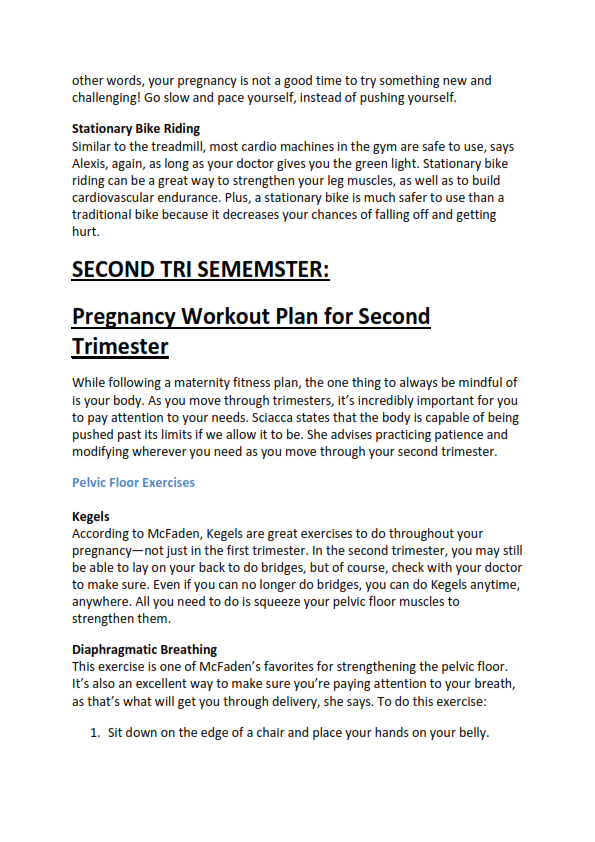 other words, your pregnancy is not a good time to try something new and
challenging! Go slow and pace yourself, instead of pushing yourself.
Stationary Bike Riding
Similar to the treadmill, most cardio machines in the gym are safe to use, says
Alexis, again, as long as your doctor gives you the green light. Stationary bike
riding can be a great way to strengthen your leg muscles, as well as to build
cardiovascular endurance. Plus, a stationary bike is much safer to use than a
traditional bike because it decreases your chances of falling off and getting
hurt.
SECOND TRI SEMEMSTER:
Pregnancy Workout Plan for Second
Trimester
While following a maternity fitness plan, the one thing to always be mindful of
is your body. As you move through trimesters, it’s incredibly important for you
to pay attention to your needs. Sciacca states that the body is capable of being
pushed past its limits if we allow it to be. She advises practicing patience and
modifying wherever you need as you move through your second trimester.
Pelvic Floor Exercises
Kegels
According to McFaden, Kegels are great exercises to do throughout your
pregnancy—not just in the first trimester. In the second trimester, you may still
be able to lay on your back to do bridges, but of course, check with your doctor
to make sure. Even if you can no longer do bridges, you can do Kegels anytime,
anywhere. All you need to do is squeeze your pelvic floor muscles to
strengthen them.
Diaphragmatic Breathing
This exercise is one of McFaden’s favorites for strengthening the pelvic floor.
It’s also an excellent way to make sure you’re paying attention to your breath,
as that’s what will get you through delivery, she says. To do this exercise:
1. Sit down on the edge of a chair and place your hands on your belly.